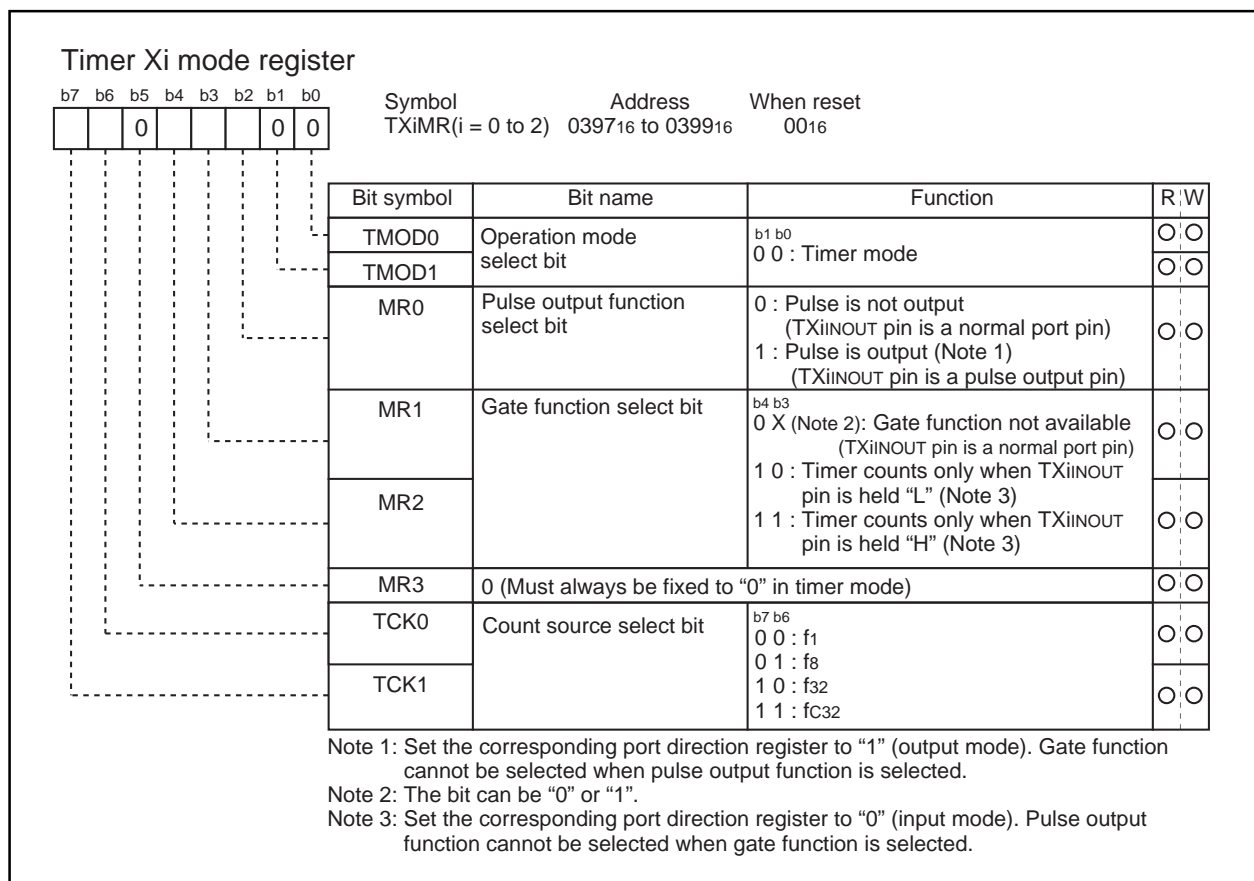 Timer Xi mode register
b7 b6 b5 b4 b3 b2 b1 b0
0 0 0
Symbol Address When reset
TXiMR(i = 0 to 2) 039716 to 039916 0016
Bit symbol Bit name Function R W
TMOD0 Operation mode select bit b1 b0
0 0 : Timer mode
TMOD1
MR0 Pulse output function select bit 0 : Pulse is not output
(TXiINOUT pin is a normal port pin)
1 : Pulse is output (Note 1)
(TXiINOUT pin is a pulse output pin)
MR1 Gate function select bit b4 b3
0 X (Note 2): Gate function not available
(TXiINOUT pin is a normal port pin)
1 0 : Timer counts only when TXiINOUT
pin is held “L” (Note 3)
MR2
1 1 : Timer counts only when TXiINOUT
pin is held “H” (Note 3)
MR3 0 (Must always be fixed to “0” in timer mode)
TCK0 Count source select bit b7 b6
0 0 : f1
0 1 : f8
TCK1
1 0 : f32
1 1 : fC32
Note 1: Set the corresponding port direction register to “1” (output mode). Gate function
cannot be selected when pulse output function is selected.
Note 2: The bit can be “0” or “1”.
Note 3: Set the corresponding port direction register to “0” (input mode). Pulse output
function cannot be selected when gate function is selected.